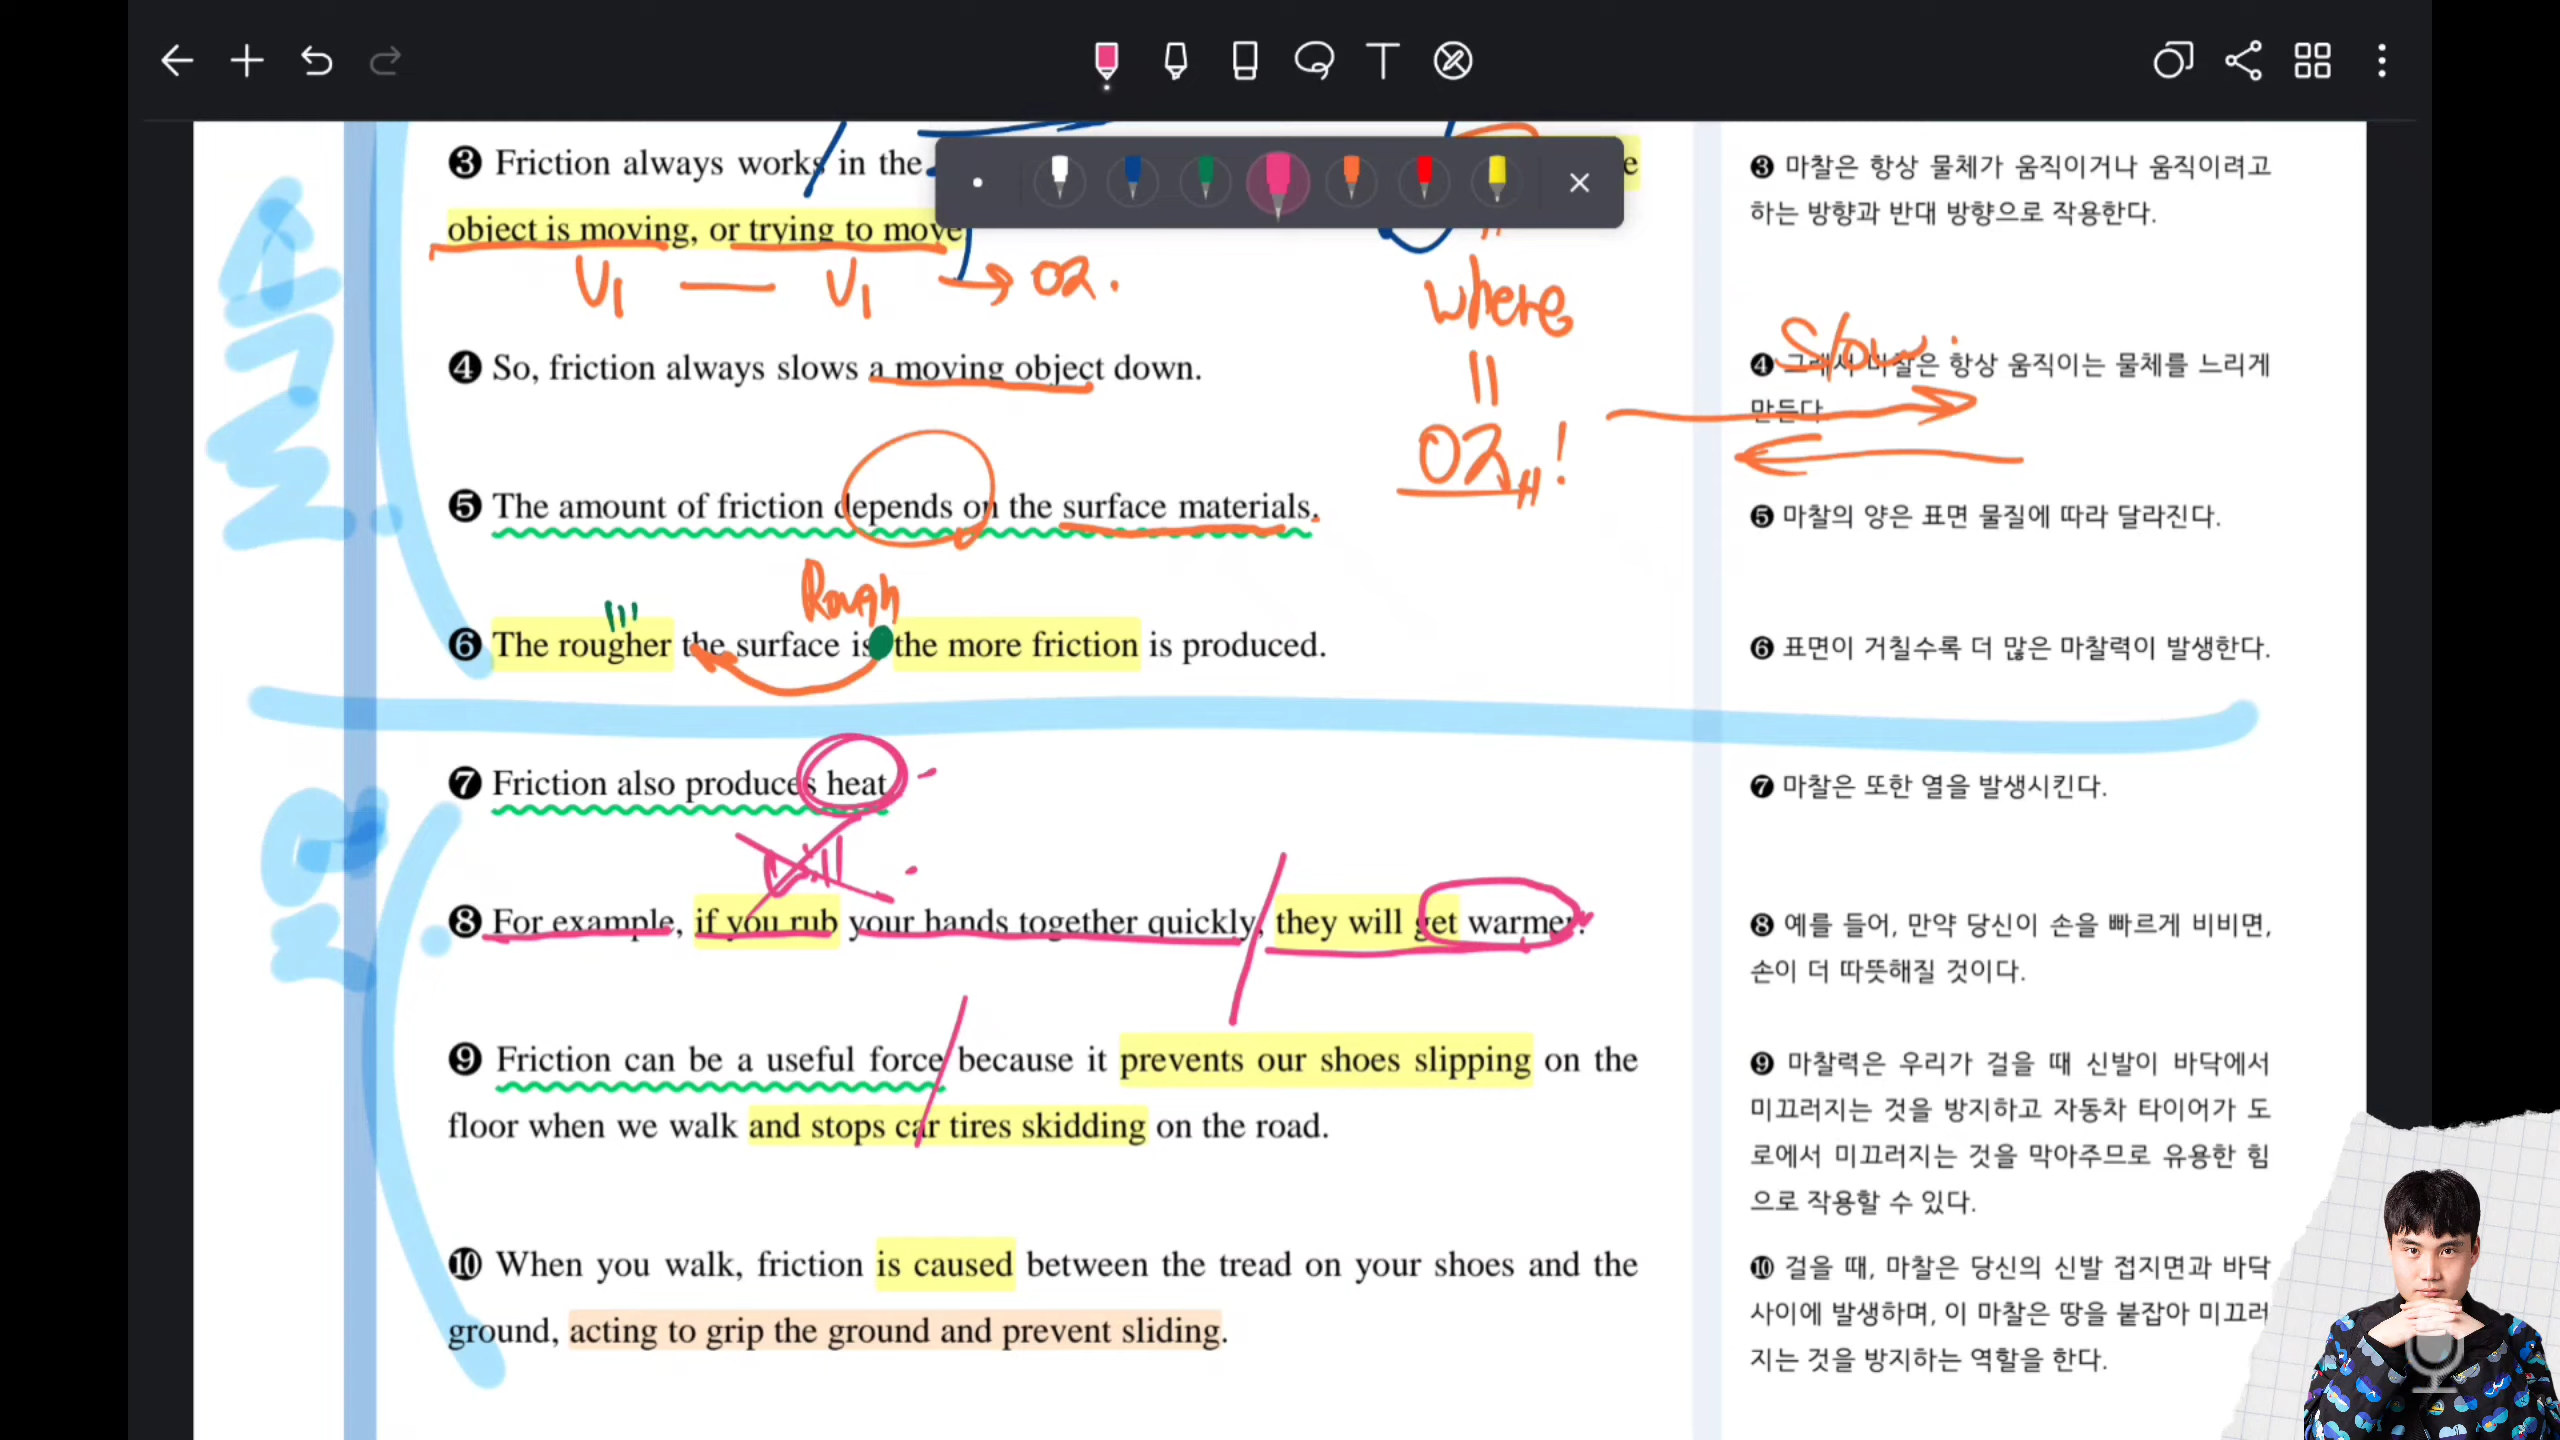 ❸ Friction always works in the
e
object is moving, or trying to move
V1 — V1 → O2.
where
❹ So, friction always slows a moving object down.
O2!
❺ The amount of friction depends on the surface materials.
Rough
❻ The rougher the surface is the more friction is produced.
❼ Friction also produces heat
will
❽ For example, if you rub your hands together quickly, they will get warmer.
❾ Friction can be a useful force because it prevents our shoes slipping on the
floor when we walk and stops car tires skidding on the road.
❿ When you walk, friction is caused between the tread on your shoes and the
ground, acting to grip the ground and prevent sliding.
❸ 마찰은 항상 물체가 움직이거나 움직이려고
하는 방향과 반대 방향으로 작용한다.
Slow.
❹ 그래서 마찰은 항상 움직이는 물체를 느리게
만든다
❺ 마찰의 양은 표면 물질에 따라 달라진다.
❻ 표면이 거칠수록 더 많은 마찰력이 발생한다.
❼ 마찰은 또한 열을 발생시킨다.
❽ 예를 들어, 만약 당신이 손을 빠르게 비비면,
손이 더 따뜻해질 것이다.
❾ 마찰력은 우리가 걸을 때 신발이 바닥에서
미끄러지는 것을 방지하고 자동차 타이어가 도
로에서 미끄러지는 것을 막아주므로 유용한 힘
으로 작용할 수 있다.
❿ 걸을 때, 마찰은 당신의 신발 접지면과 바닥
사이에 발생하며, 이 마찰은 땅을 붙잡아 미끄러
지는 것을 방지하는 역할을 한다.